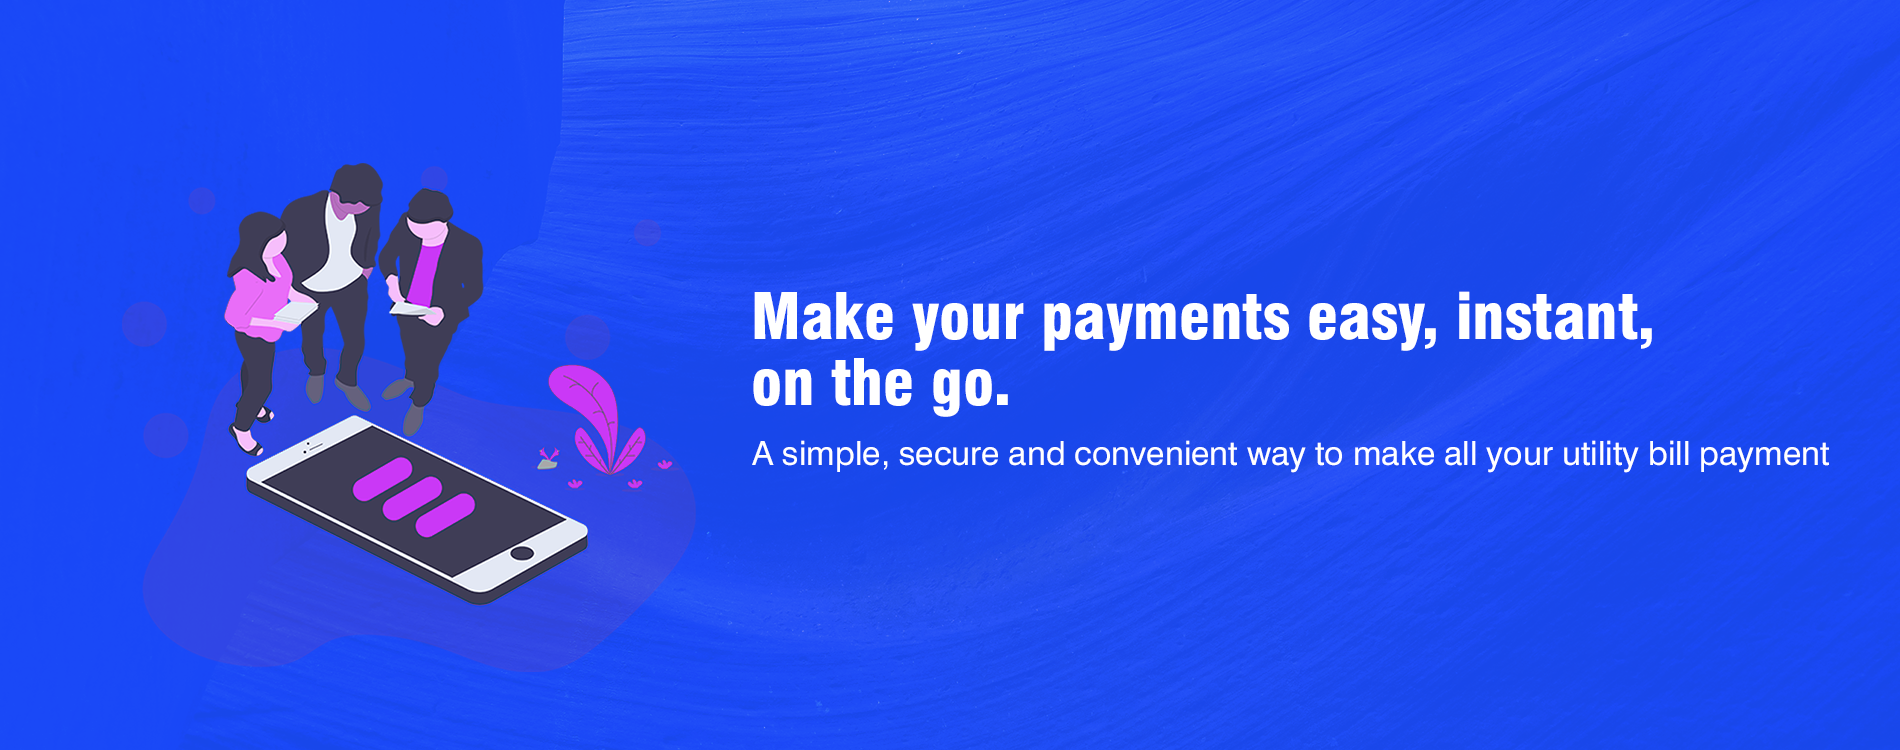 Make your payments easy, instant,
on the go.
A simple, secure and convenient way to make all your utility bill payment